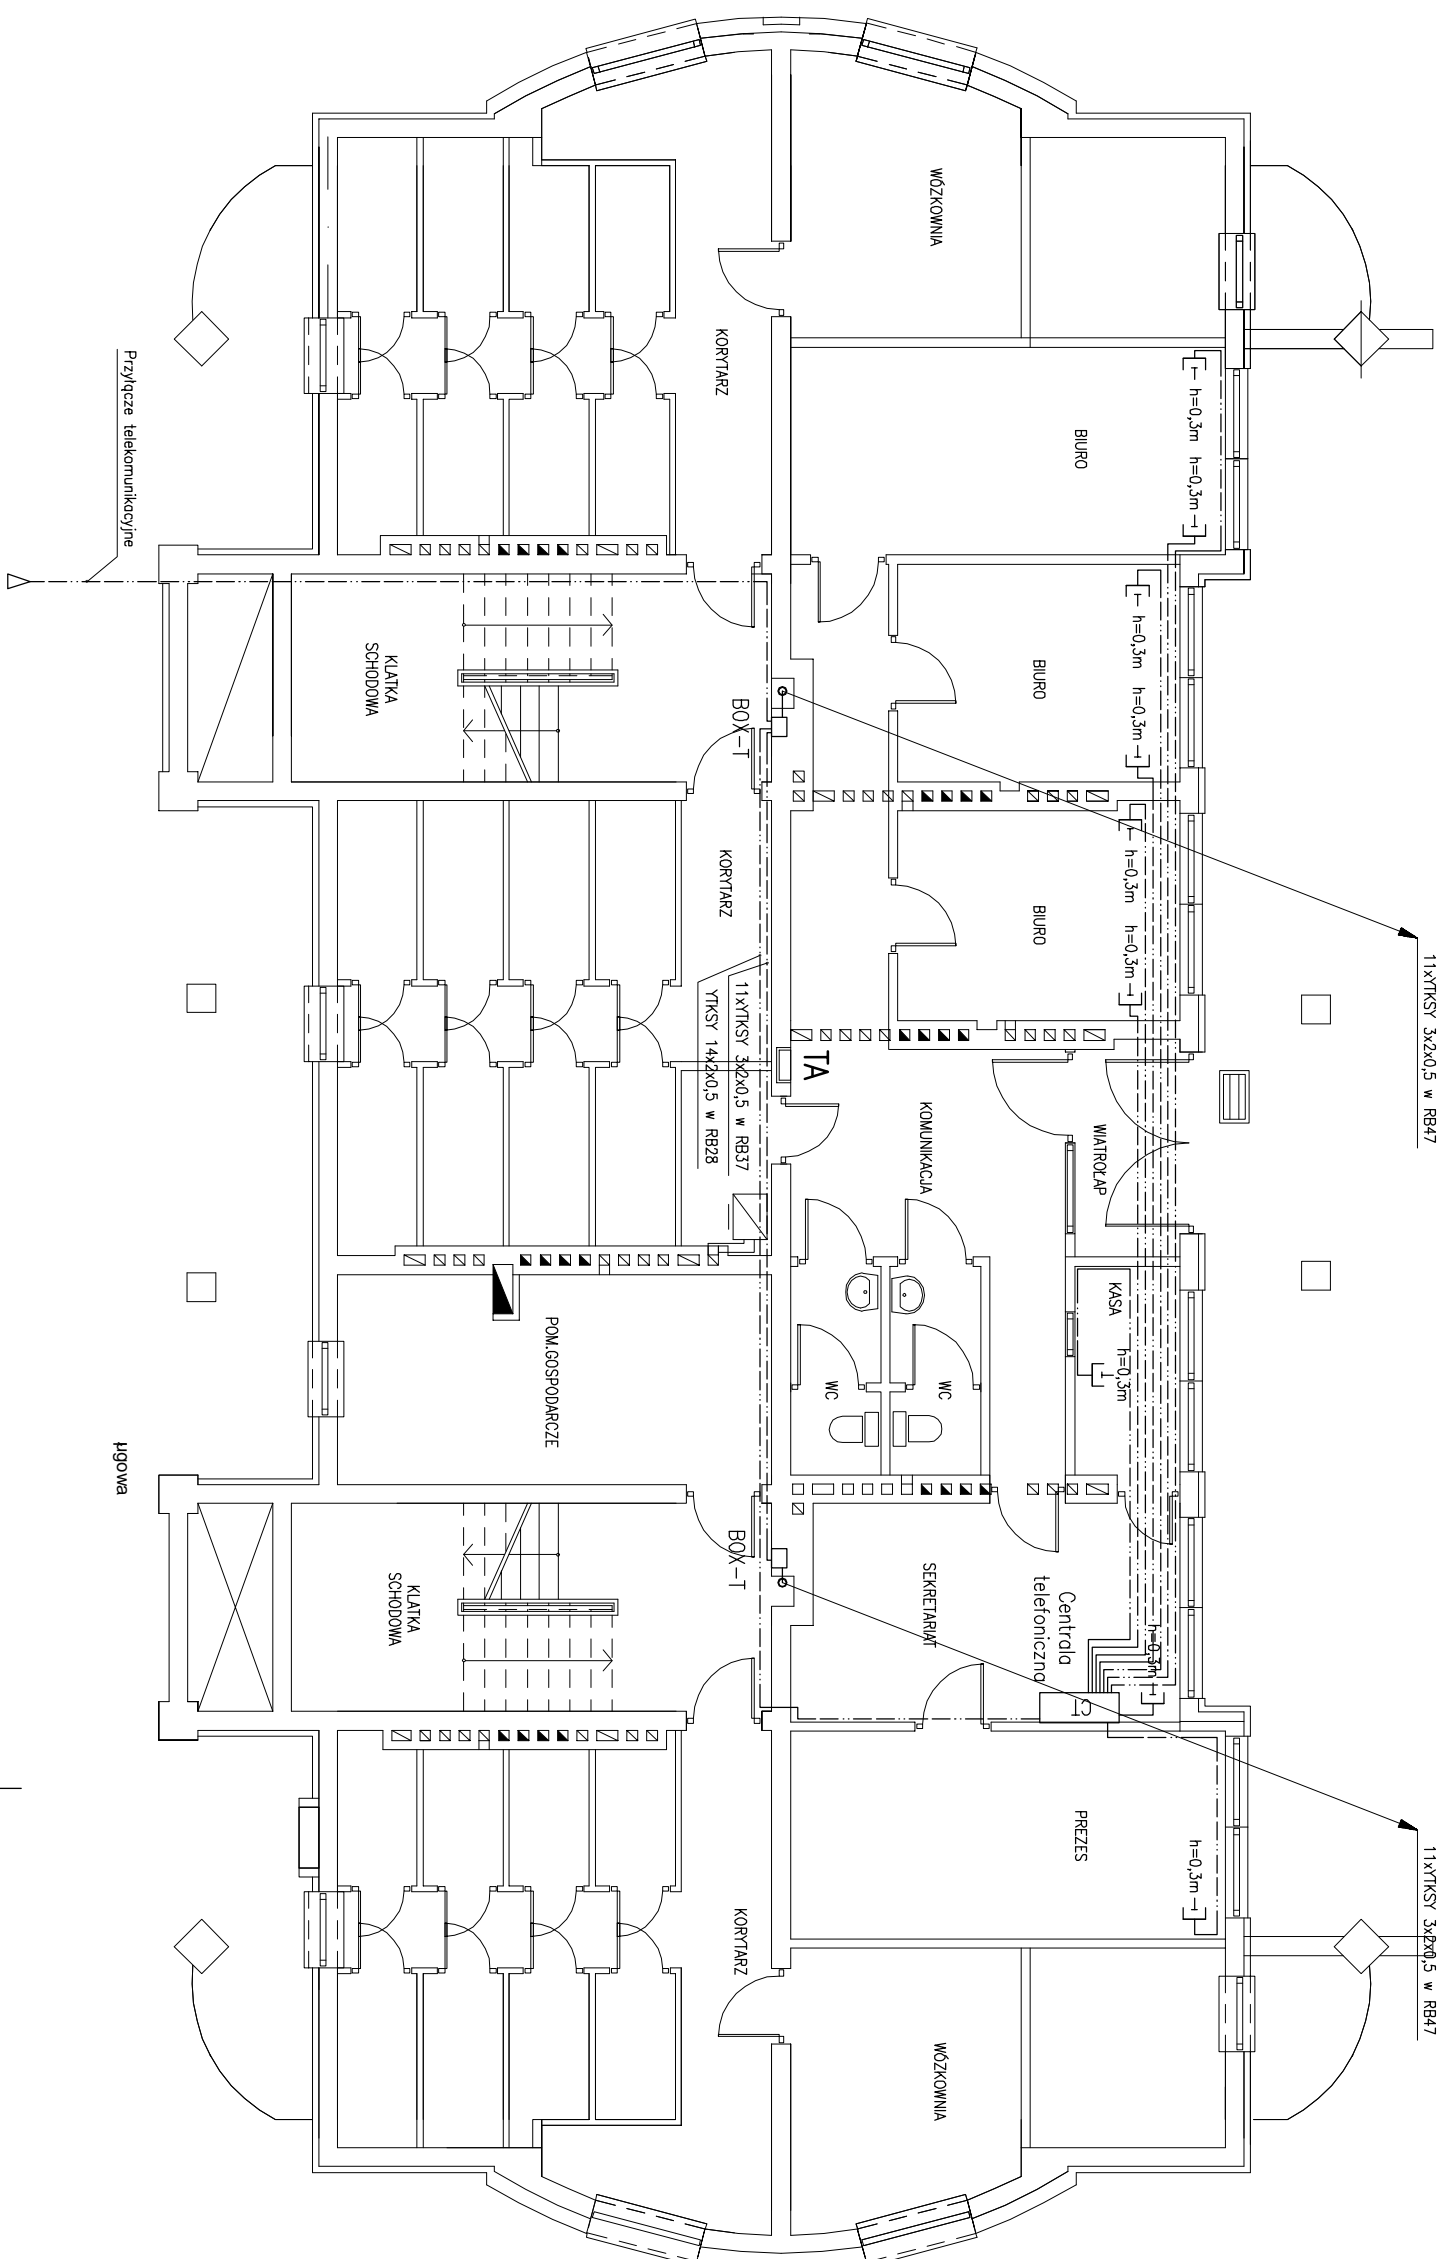 11xYTKSY 3x2x0,5 w RB47
11xYTKSY 3x2x0,5 w RB47
h=0,3m
h=0,3m
h=0,3m
h=0,3m
h=0,3m
h=0,3m
h=0,3m
h=0,3m
h=0,3m
WÓZKOWNIA
BIURO
BIURO
BIURO
WIATROŁAP
KASA
KOMUNIKACJA
WC
WC
SEKRETARIAT
Centrala
telefoniczna
CT
PREZES
WÓZKOWNIA
TA
KORYTARZ
BOX-T
KORYTARZ
11xYTKSY 3x2x0,5 w RB37
YTKSY 14x2x0,5 w RB28
BOX-T
KORYTARZ
KLATKA
SCHODOWA
POM.GOSPODARCZE
KLATKA
SCHODOWA
Przyłącze telekomunikacyjne
ługowa